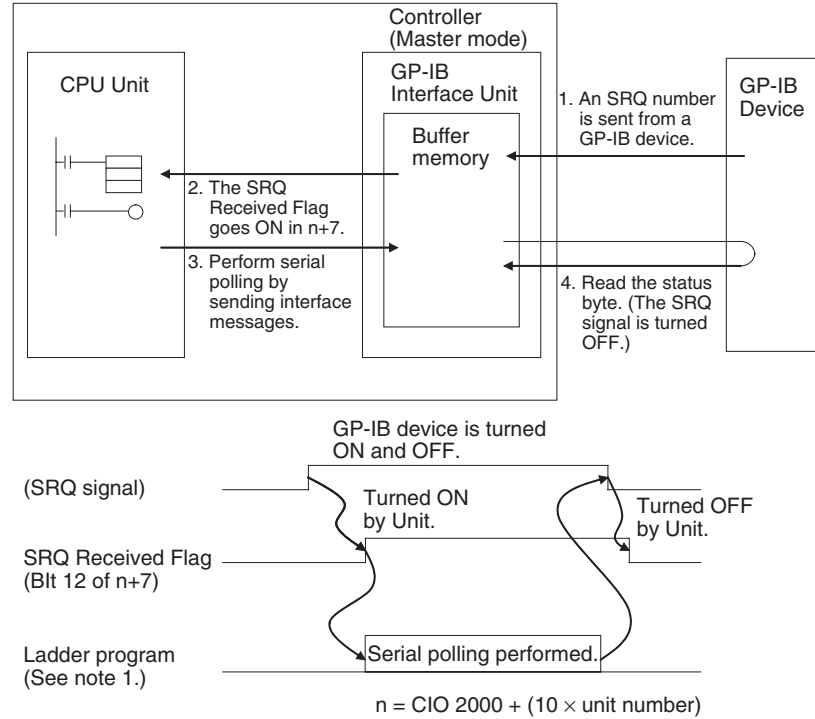 Controller
(Master mode)
CPU Unit
GP-IB
Interface Unit
Buffer
memory
GP-IB
Device
1. An SRQ number
is sent from a
GP-IB device.
2. The SRQ
Received Flag
goes ON in n+7.
3. Perform serial
polling by
sending interface
messages.
4. Read the status
byte. (The SRQ
signal is turned
OFF.)
GP-IB device is turned
ON and OFF.
(SRQ signal)
Turned ON
by Unit.
Turned OFF
by Unit.
SRQ Received Flag
(BIt 12 of n+7)
Ladder program
(See note 1.)
Serial polling performed.
n = CIO 2000 + (10 × unit number)